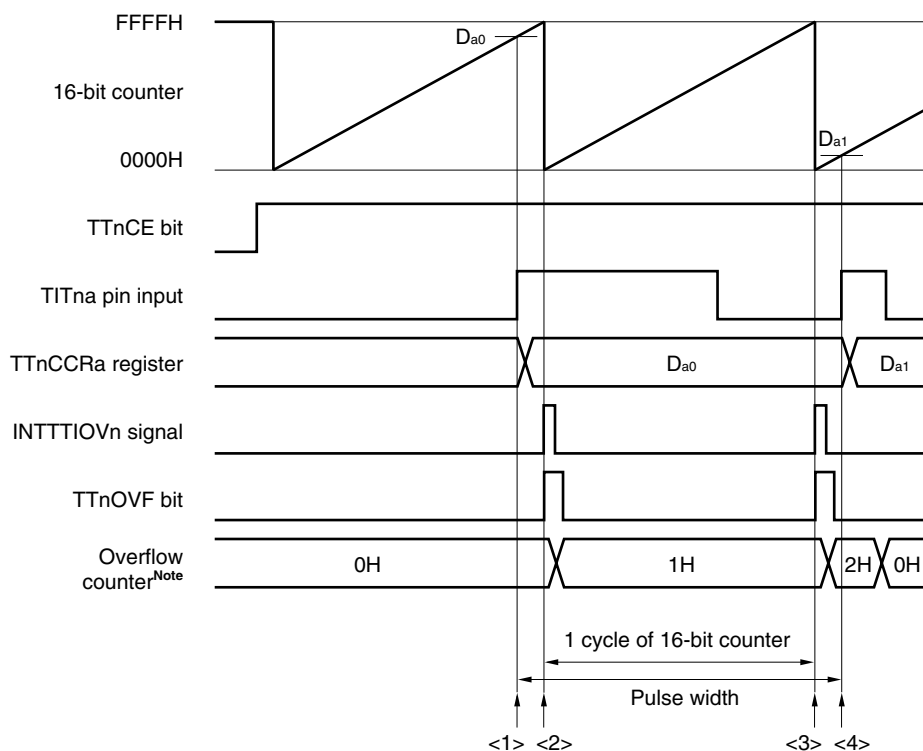 FFFFH
Da0
16-bit counter
0000H
Da1
TTnCE bit
TITna pin input
TTnCCRa register
Da0
Da1
INTTTIOVn signal
TTnOVF bit
Overflow
counterNote
0H
1H
2H
0H
1 cycle of 16-bit counter
Pulse width
<1> <2> <3> <4>